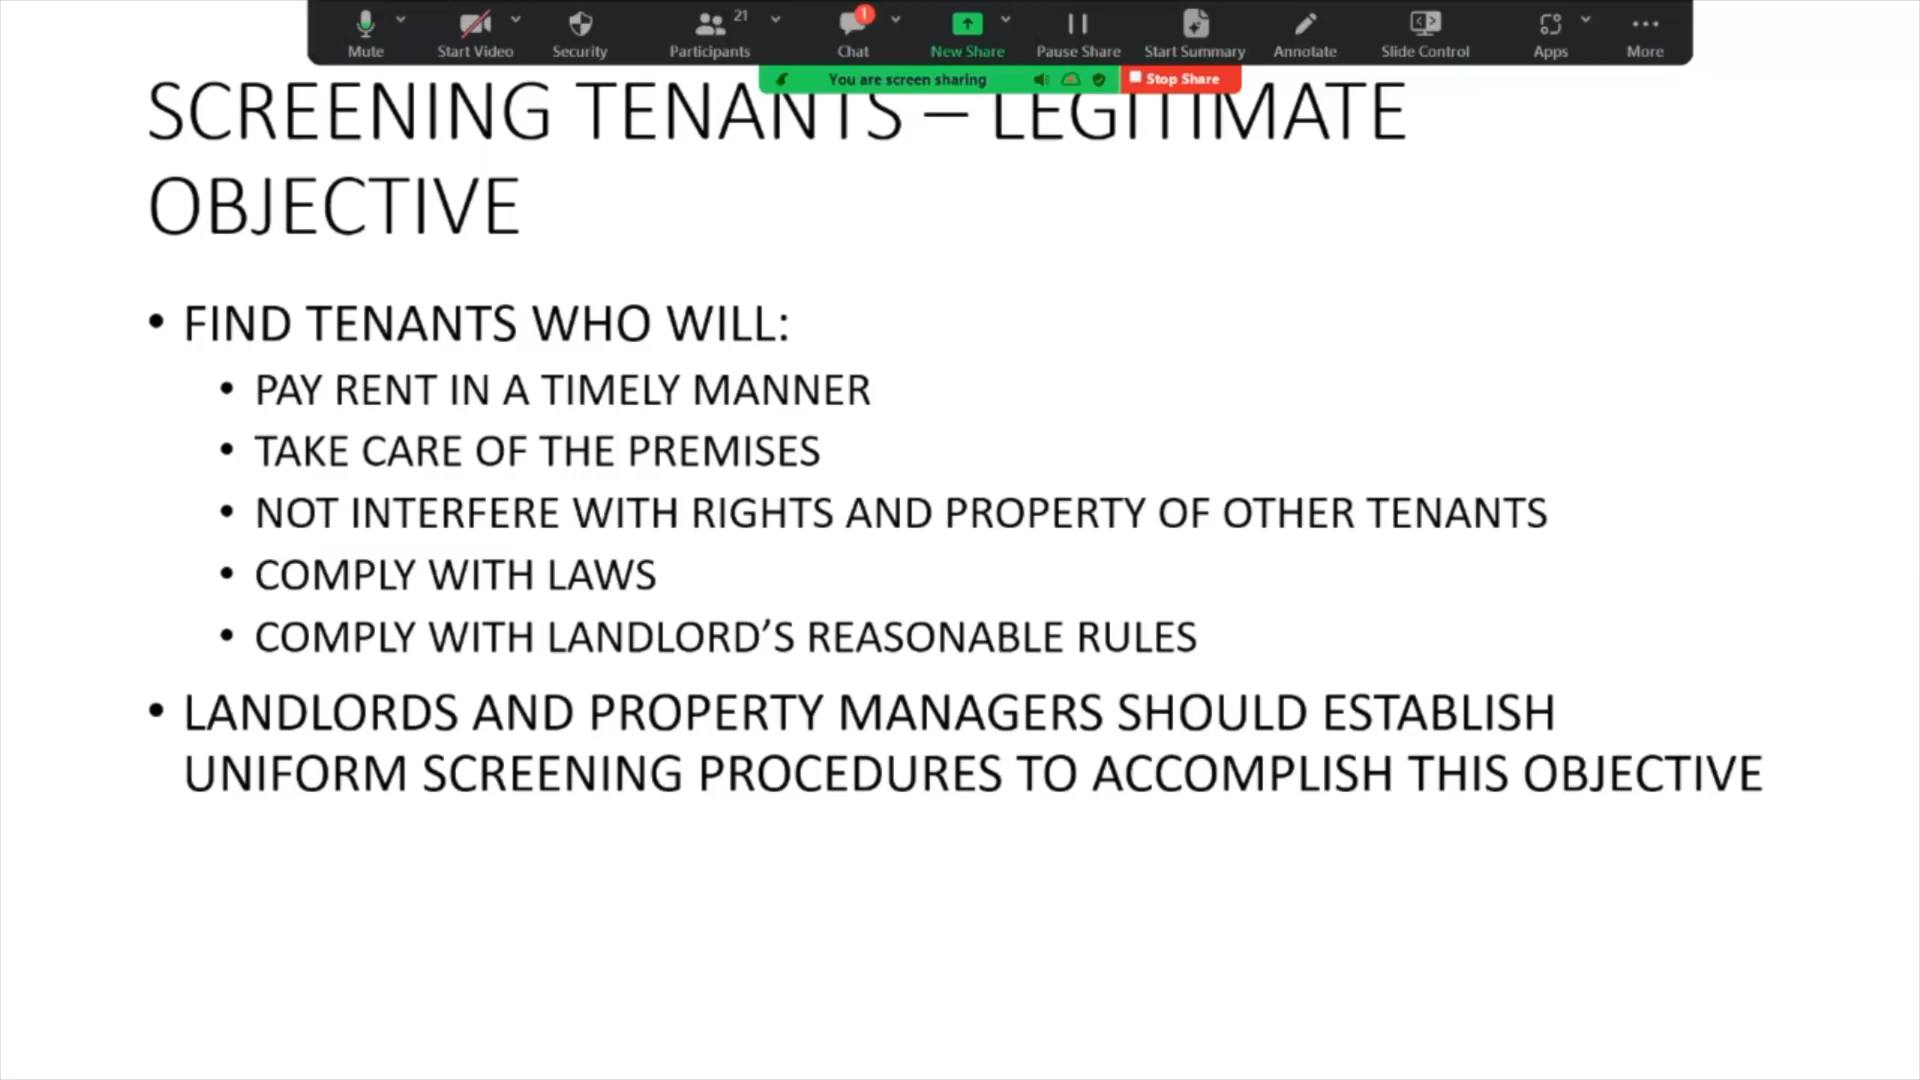 Mute
Start Video
Security
21
Participants
1
Chat
New Share
Pause Share
Start Summary
Annotate
Slide Control
Apps
More
You are screen sharing
Stop Share
SCREENING TENANTS – LEGITIMATE
OBJECTIVE
• FIND TENANTS WHO WILL:
• PAY RENT IN A TIMELY MANNER
• TAKE CARE OF THE PREMISES
• NOT INTERFERE WITH RIGHTS AND PROPERTY OF OTHER TENANTS
• COMPLY WITH LAWS
• COMPLY WITH LANDLORD’S REASONABLE RULES
• LANDLORDS AND PROPERTY MANAGERS SHOULD ESTABLISH
UNIFORM SCREENING PROCEDURES TO ACCOMPLISH THIS OBJECTIVE